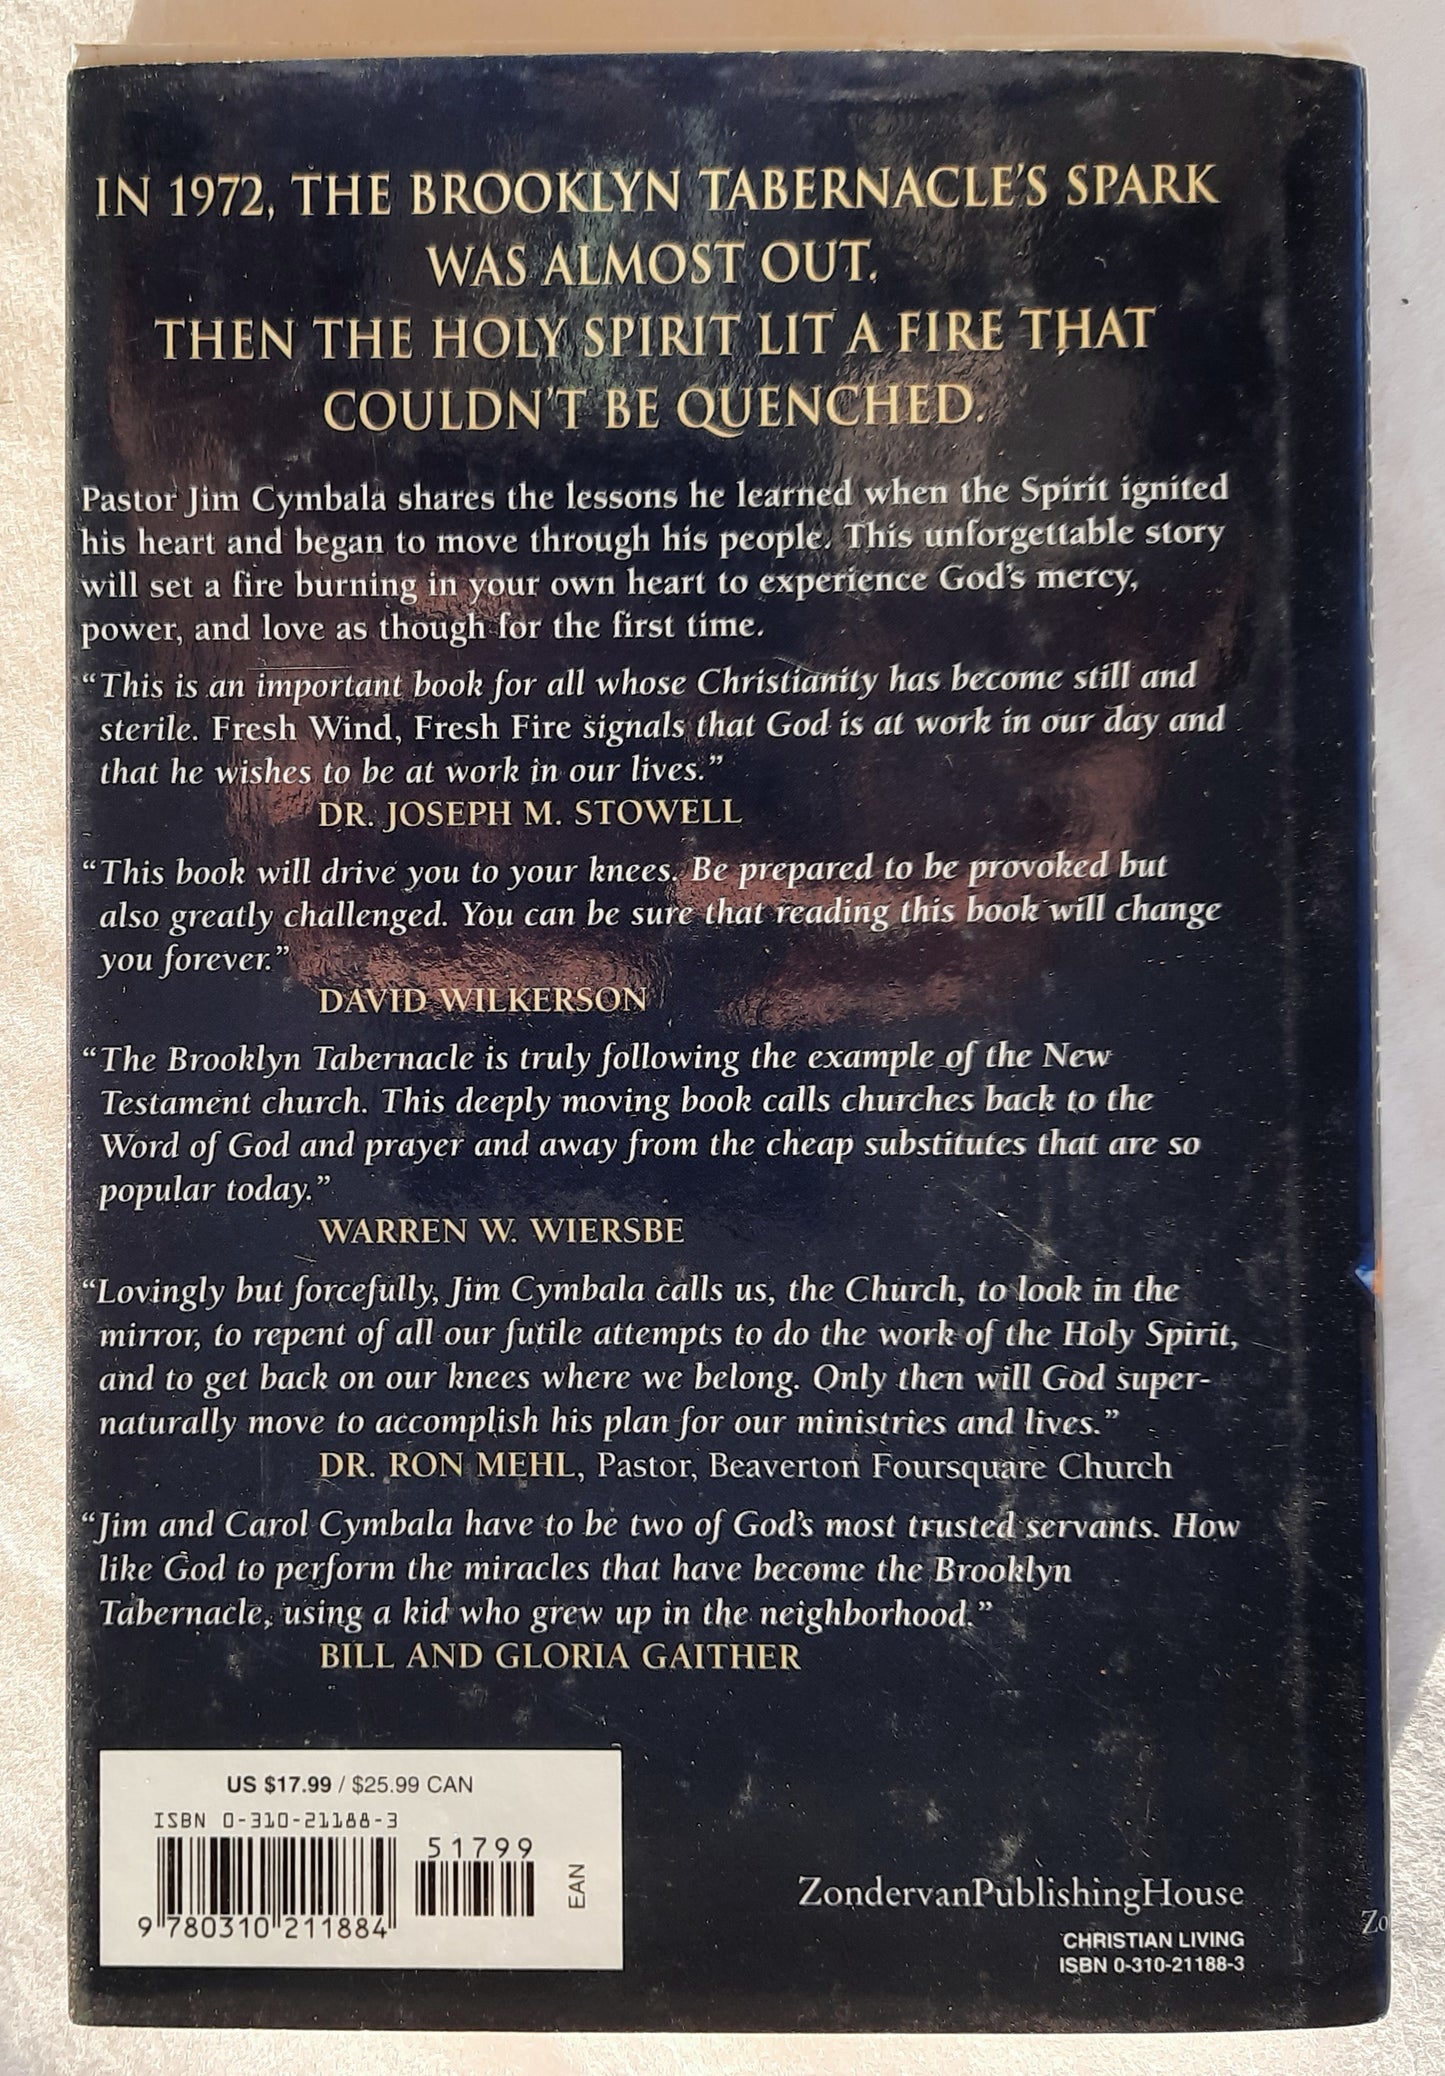 IN 1972, THE BROOKLYN TABERNACLE'S SPARK
WAS ALMOST OUT.
THEN THE HOLY SPIRIT LIT A FIRE THAT
COULDN'T BE QUENCHED.
Pastor Jim Cymbala shares the lessons he learned when the Spirit ignited
his heart and began to move through his people. This unforgettable story
will set a fire burning in your own heart to experience God's mercy,
power, and love as though for the first time.
“This is an important book for all whose Christianity has become still and
sterile. Fresh Wind, Fresh Fire signals that God is at work in our day and
that he wishes to be at work in our lives.”
DR. JOSEPH M. STOWELL
“This book will drive you to your knees. Be prepared to be provoked but
also greatly challenged. You can be sure that reading this book will change
you forever.”
DAVID WILKERSON
“The Brooklyn Tabernacle is truly following the example of the New
Testament church. This deeply moving book calls churches back to the
Word of God and prayer and away from the cheap substitutes that are so
popular today.”
WARREN W. WIERSBE
“Lovingly but forcefully, Jim Cymbala calls us, the Church, to look in the
mirror, to repent of all our futile attempts to do the work of the Holy Spirit,
and to get back on our knees where we belong. Only then will God super-
naturally move to accomplish his plan for our ministries and lives.”
DR. RON MEHL, Pastor, Beaverton Foursquare Church
“Jim and Carol Cymbala have to be two of God's most trusted servants. How
like God to perform the miracles that have become the Brooklyn
Tabernacle, using a kid who grew up in the neighborhood.”
BILL AND GLORIA GAITHER
US $17.99 / $25.99 CAN
ISBN 0-310-21188-3
51799
EAN
9 780310 211884
ZondervanPublishingHouse
CHRISTIAN LIVING
ISBN 0-310-21188-3
Zo